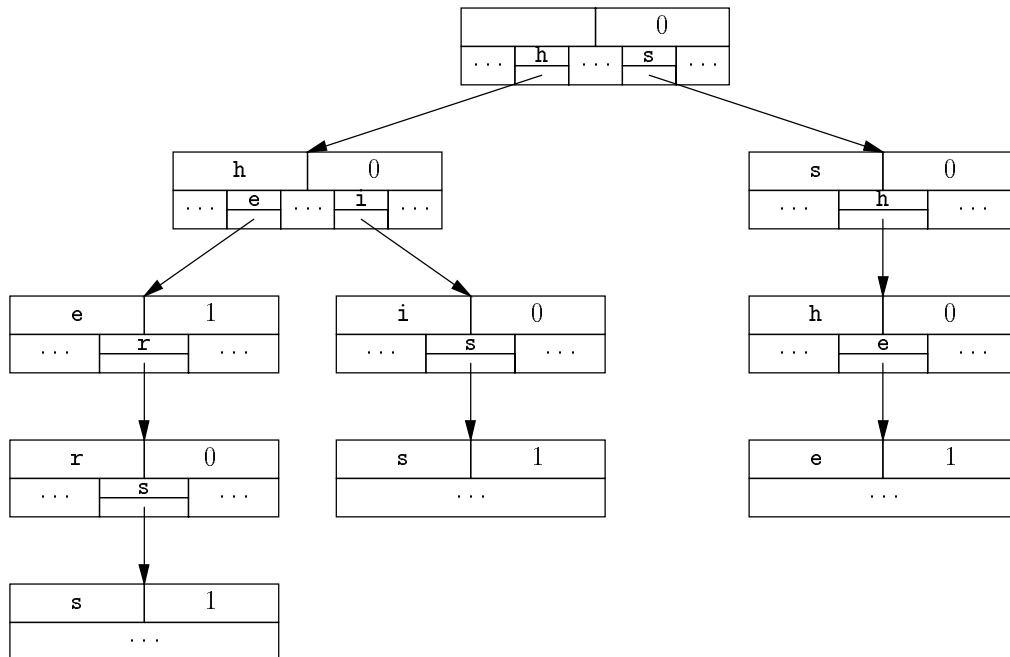 0
... h ... s ...
h 0 s 0
... e ... i ... ... h ...
e 1 i 0 h 0
... r ... ... s ... ... e ...
r 0 s 1 e 1
... s ... ... ...
s 1
...